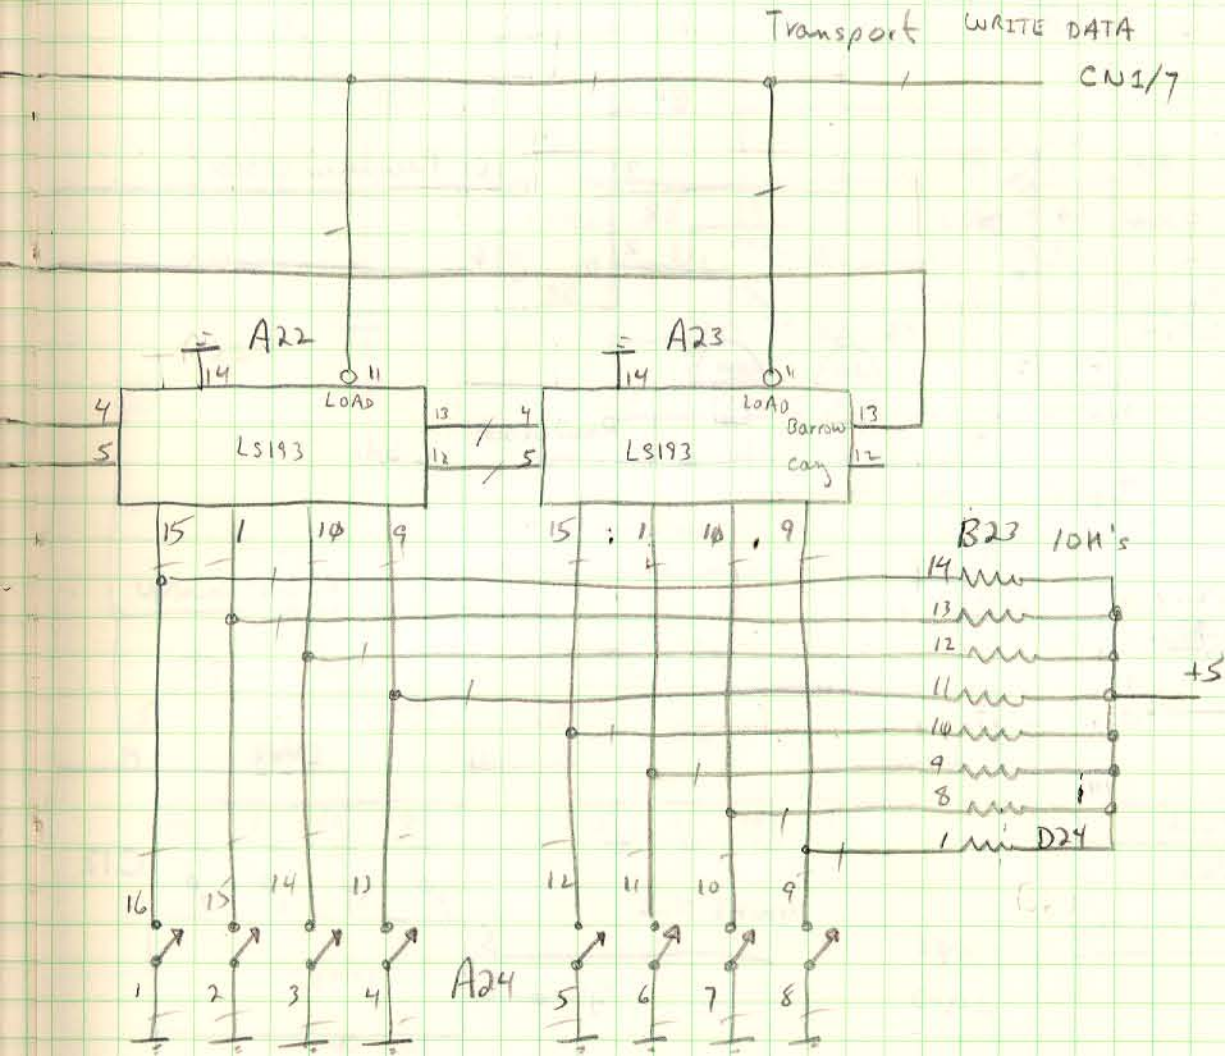 Transport WRITE DATA
CN1/7
A22 A23
14 11 14 11
LOAD LOAD
4 13 4 Barrow 13
LS193 LS193
5 12 5 Cary 12
15 1 10 9 15 : 1 10 . 9
B23 10K's
14
13
12
+5
11
10
9
8
1 D24
16 15 14 13 12 11 10 9
A24
1 2 3 4 5 6 7 8